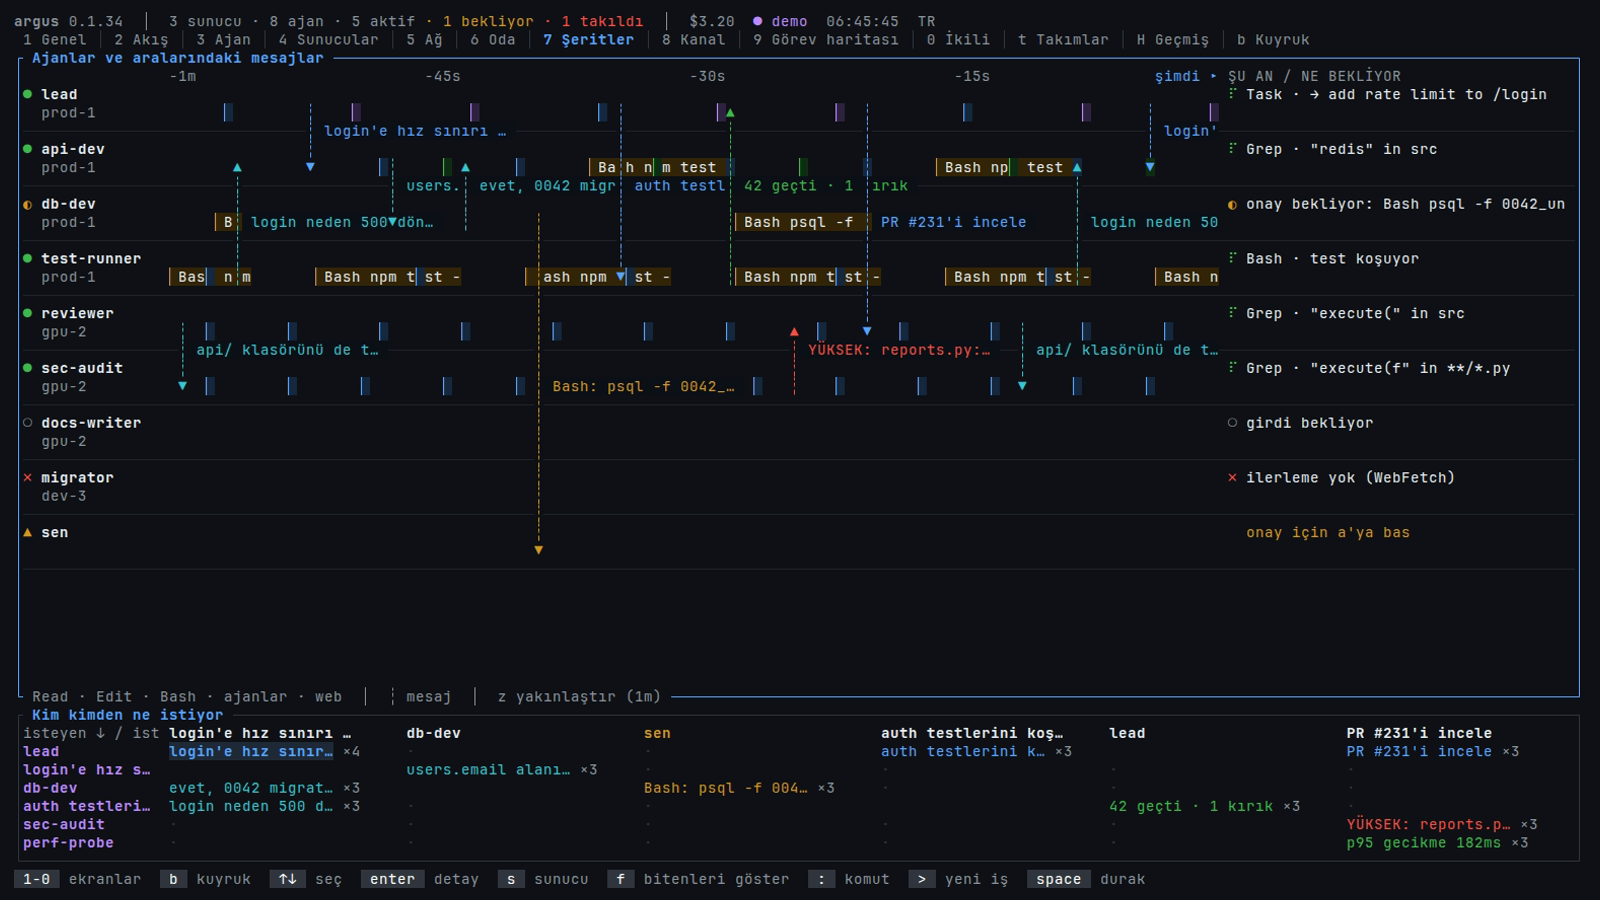 argus 0.1.34 │ 3 sunucu · 8 ajan · 5 aktif · 1 bekliyor · 1 takıldı │ $3.20 ● demo 06:45:45 TR
1 Genel │ 2 Akış │ 3 Ajan │ 4 Sunucular │ 5 Ağ │ 6 Oda │ 7 Şeritler │ 8 Kanal │ 9 Görev haritası │ 0 İkili │ t Takımlar │ H Geçmiş │ b Kuyruk
Ajanlar ve aralarındaki mesajlar
-1m -45s -30s -15s şimdi ŞU AN / NE BEKLİYOR
lead Task · → add rate limit to /login
prod-1
login'e hız sınırı … login'
api-dev Grep · "redis" in src
prod-1 Ba h n m test Bash np test
users. evet, 0042 migr auth testl 42 geçti · 1 ırık
db-dev onay bekliyor: Bash psql -f 0042_un
prod-1 B login neden 500 dön… Bash psql -f PR #231'i incele login neden 50
test-runner Bash · test koşuyor
prod-1 Bas n m Bash npm t st - ash npm st - Bash npm t st - Bash npm t st - Bash n
reviewer Grep · "execute(" in src
gpu-2
api/ klasörünü de t… YÜKSEK: reports.py:… api/ klasörünü de t…
sec-audit Grep · "execute(f" in **/*.py
gpu-2 Bash: psql -f 0042_…
docs-writer girdi bekliyor
gpu-2
migrator ilerleme yok (WebFetch)
dev-3
sen onay için a'ya bas
Read · Edit · Bash · ajanlar · web │ mesaj │ z yakınlaştır (1m)
Kim kimden ne istiyor
isteyen ↓ / ist login'e hız sınırı … db-dev sen auth testlerini koş… lead PR #231'i incele
lead login'e hız sınır… ×4 · · auth testlerini k… ×3 · PR #231'i incele ×3
login'e hız s… users.email alanı… ×3 · · · ·
db-dev evet, 0042 migrat… ×3 Bash: psql -f 004… ×3 · · ·
auth testleri… login neden 500 d… ×3 · · 42 geçti · 1 kırık ×3 ·
sec-audit · · · · · YÜKSEK: reports.p… ×3
perf-probe · · · · · p95 gecikme 182ms ×3
1-0 ekranlar b kuyruk ↑↓ seç enter detay s sunucu f bitenleri göster : komut > yeni iş space durak